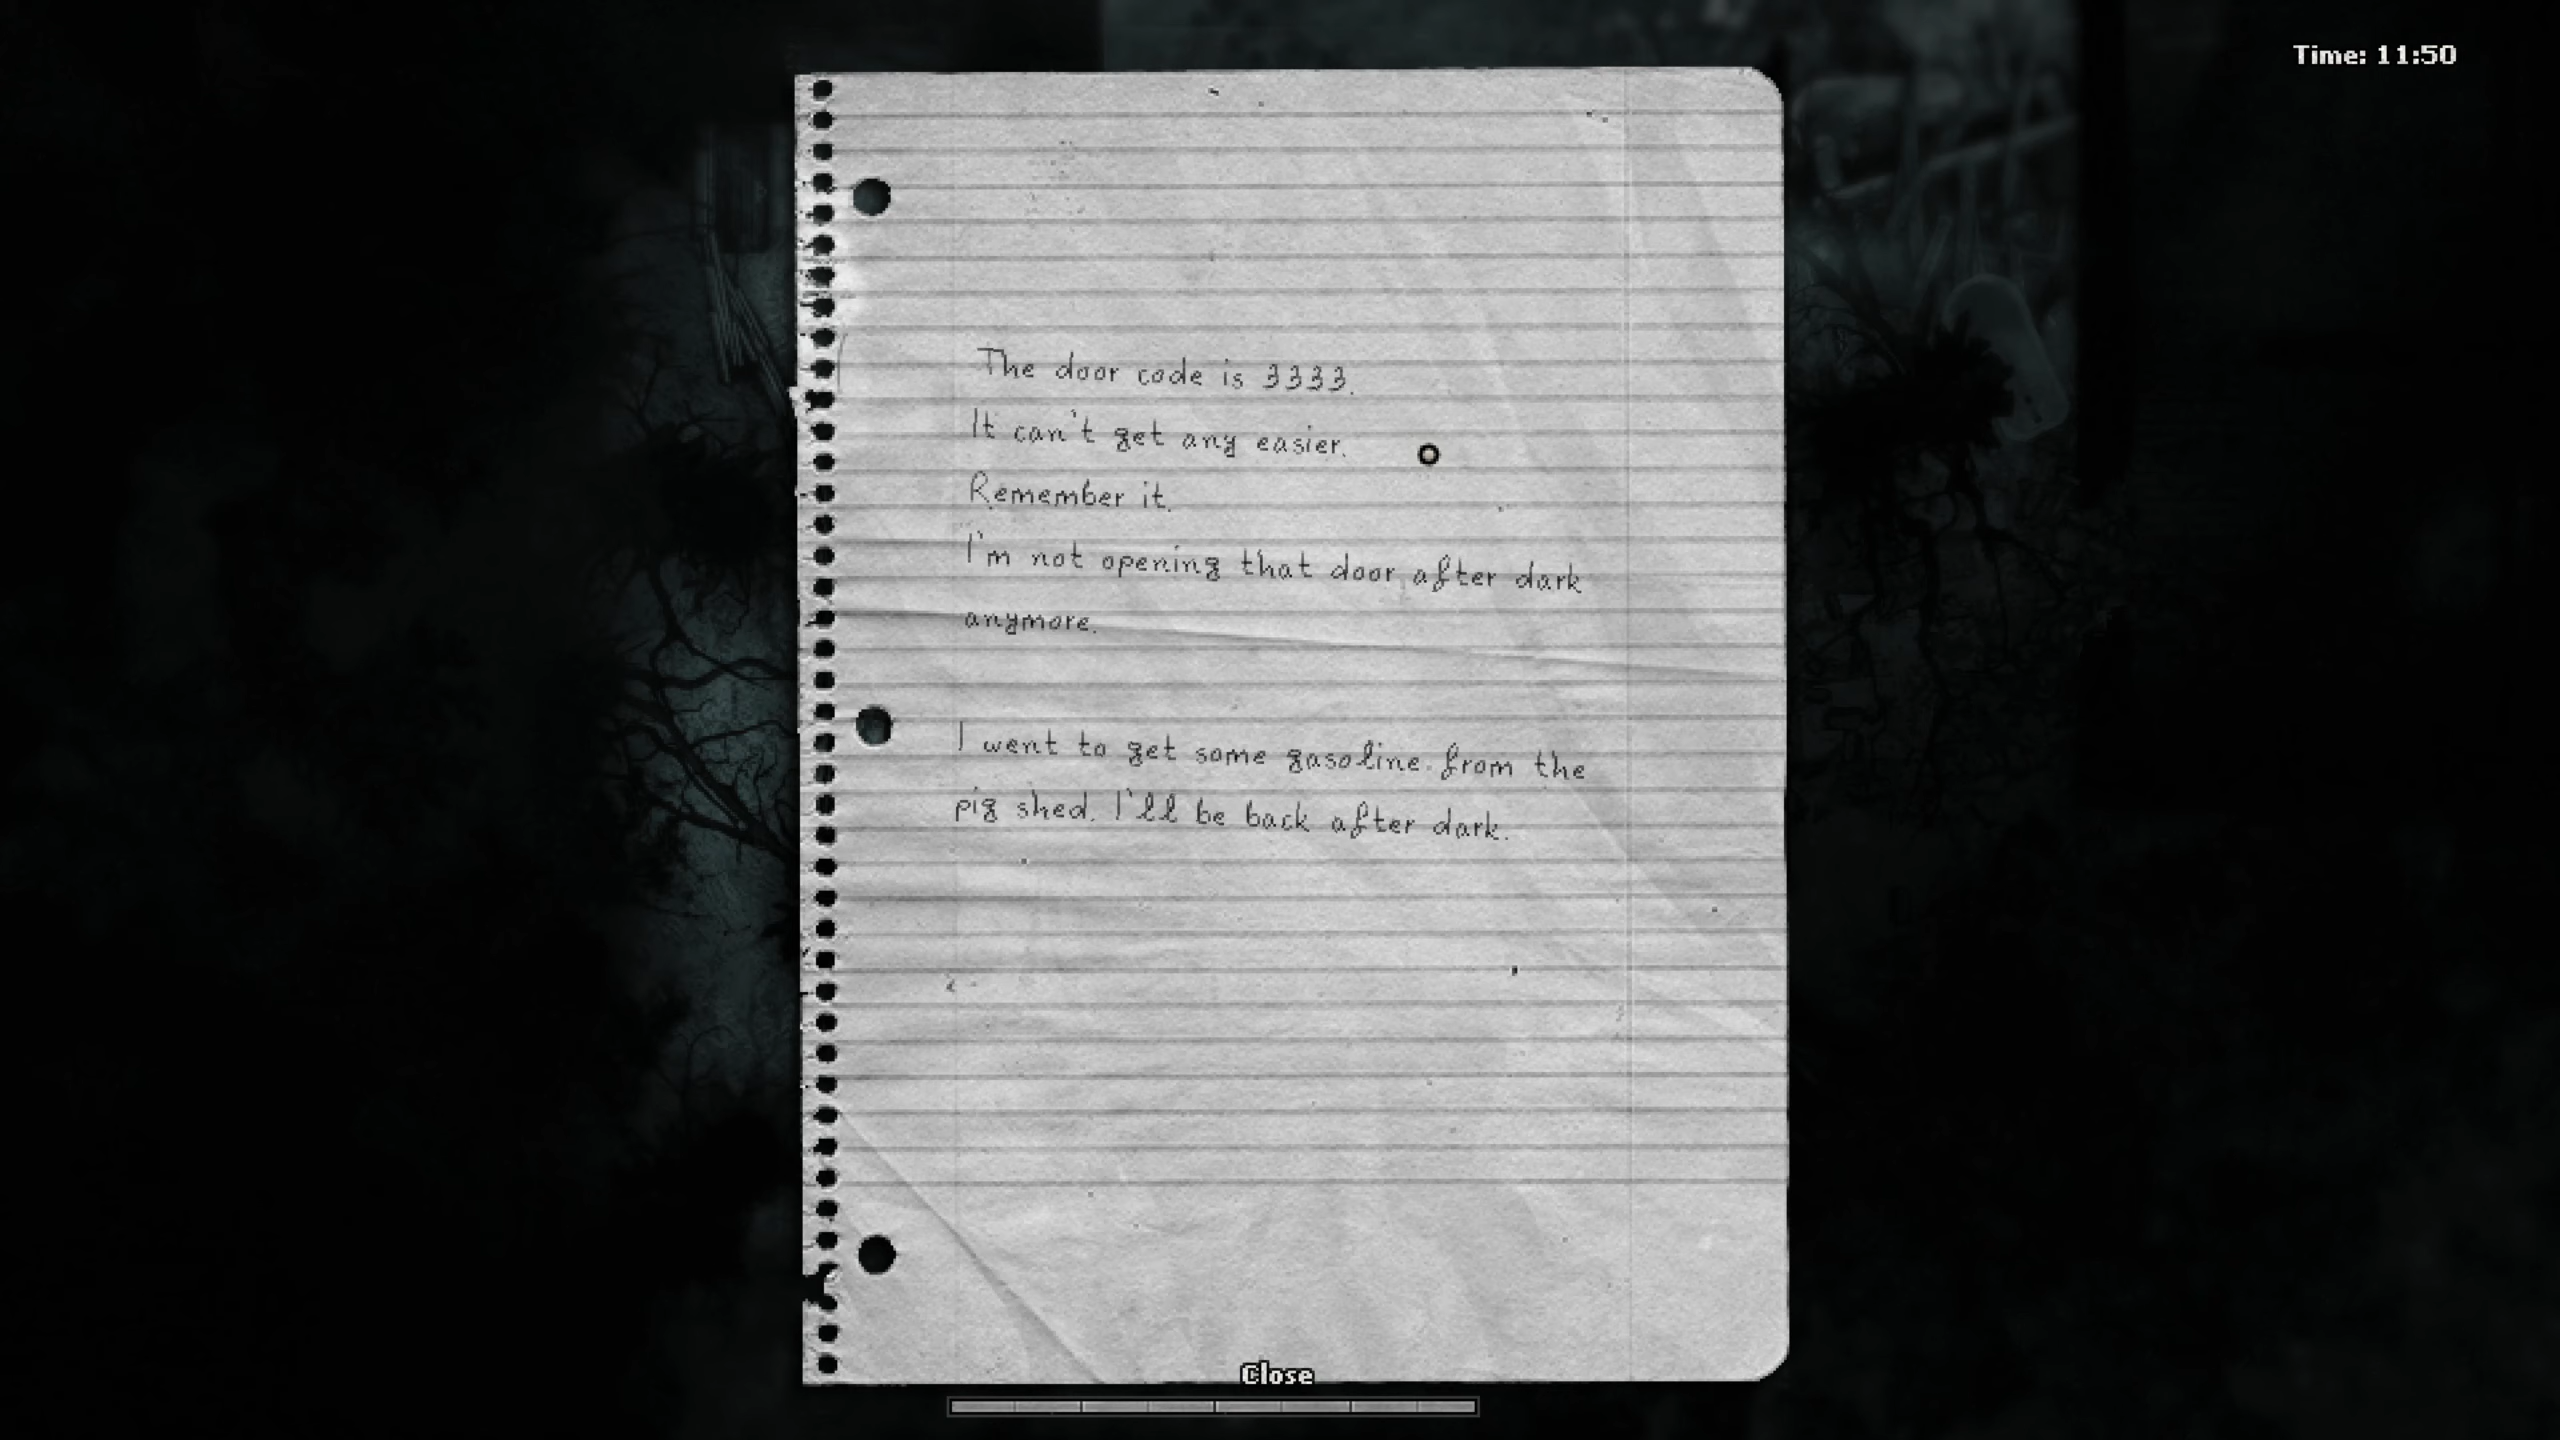 Time: 11:50
The door code is 3333.
It can't get any easier.
Remember it.
I'm not opening that door after dark
anymore.
I went to get some gasoline from the
pig shed. I'll be back after dark.
Close